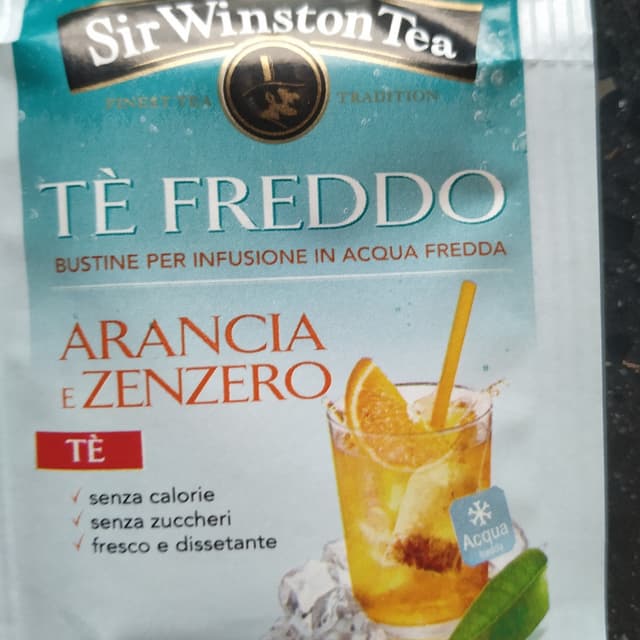 Sir Winston Tea
FINEST TEA TRADITION
TÈ FREDDO
BUSTINE PER INFUSIONE IN ACQUA FREDDA
ARANCIA
E ZENZERO
TÈ
senza calorie
senza zuccheri
fresco e dissetante
Acqua
fredda